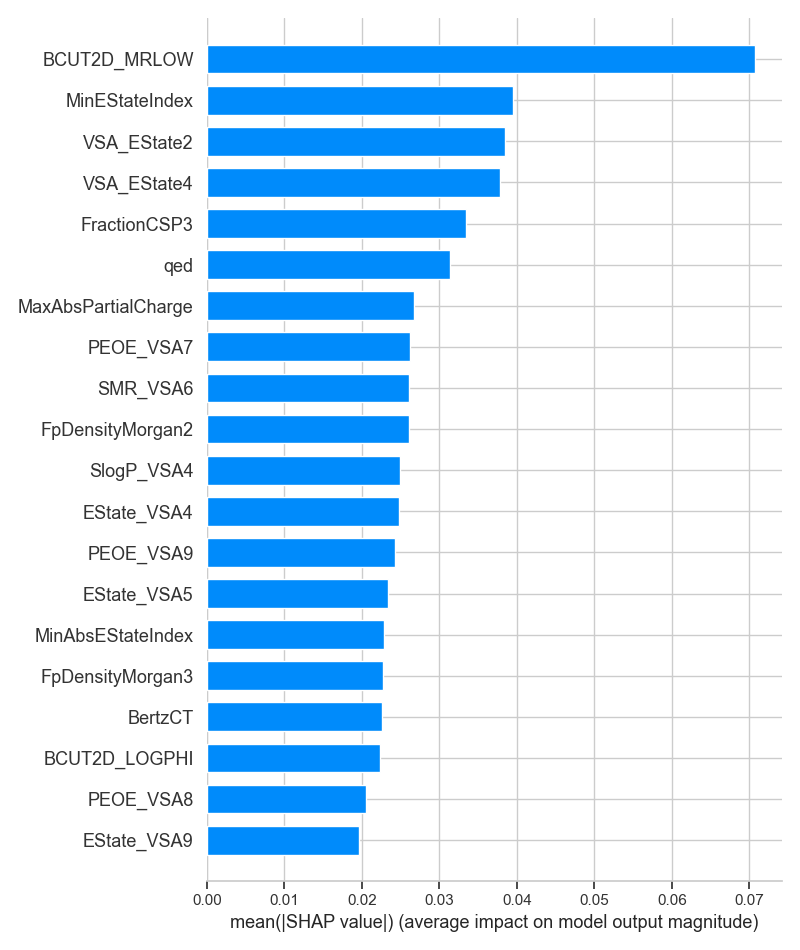 BCUT2D_MRLOW
MinEStateIndex
VSA_EState2
VSA_EState4
FractionCSP3
qed
MaxAbsPartialCharge
PEOE_VSA7
SMR_VSA6
FpDensityMorgan2
SlogP_VSA4
EState_VSA4
PEOE_VSA9
EState_VSA5
MinAbsEStateIndex
FpDensityMorgan3
BertzCT
BCUT2D_LOGPHI
PEOE_VSA8
EState_VSA9
0.00 0.01 0.02 0.03 0.04 0.05 0.06 0.07
mean(|SHAP value|) (average impact on model output magnitude)